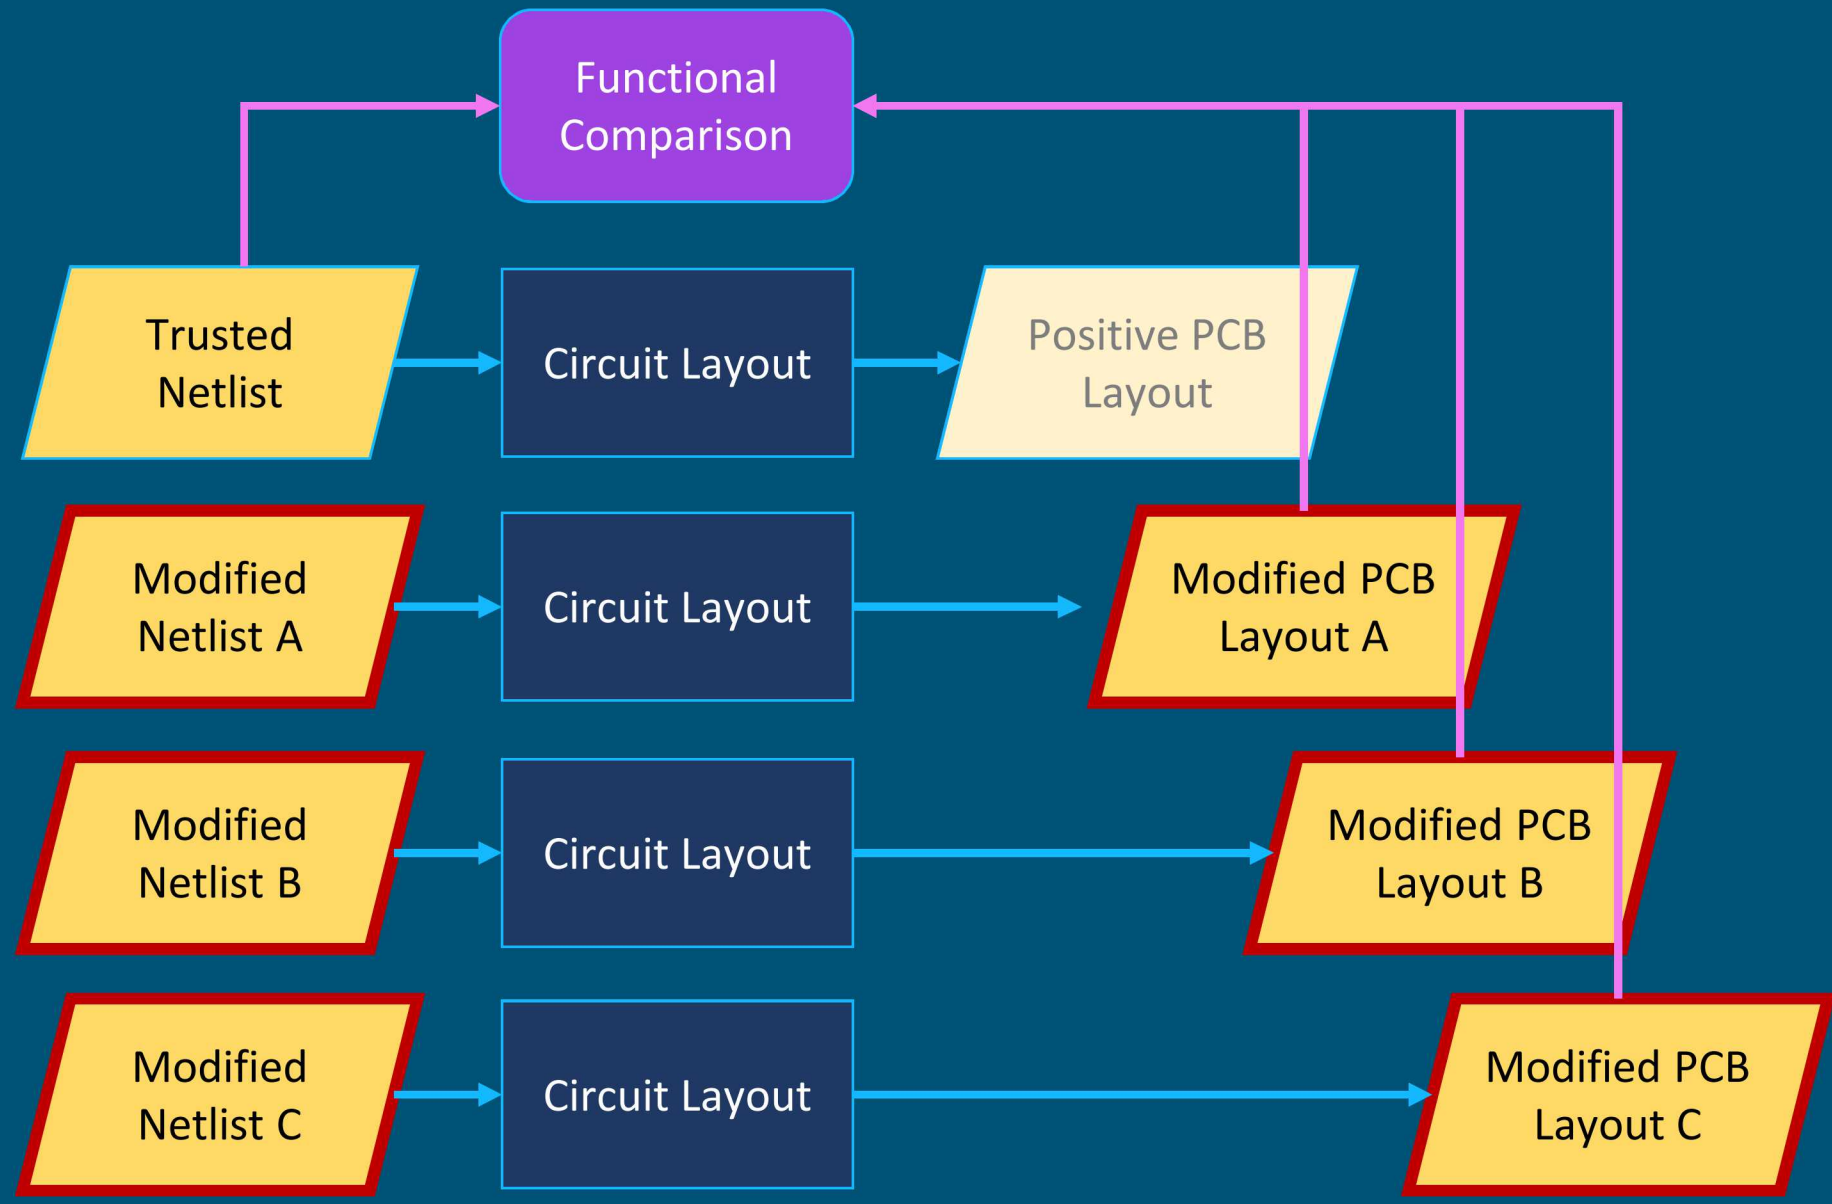 Functional
Comparison
Trusted
Netlist
Circuit Layout
Positive PCB
Layout
Modified
Netlist A
Circuit Layout
Modified PCB
Layout A
Modified
Netlist B
Circuit Layout
Modified PCB
Layout B
Modified
Netlist C
Circuit Layout
Modified PCB
Layout C